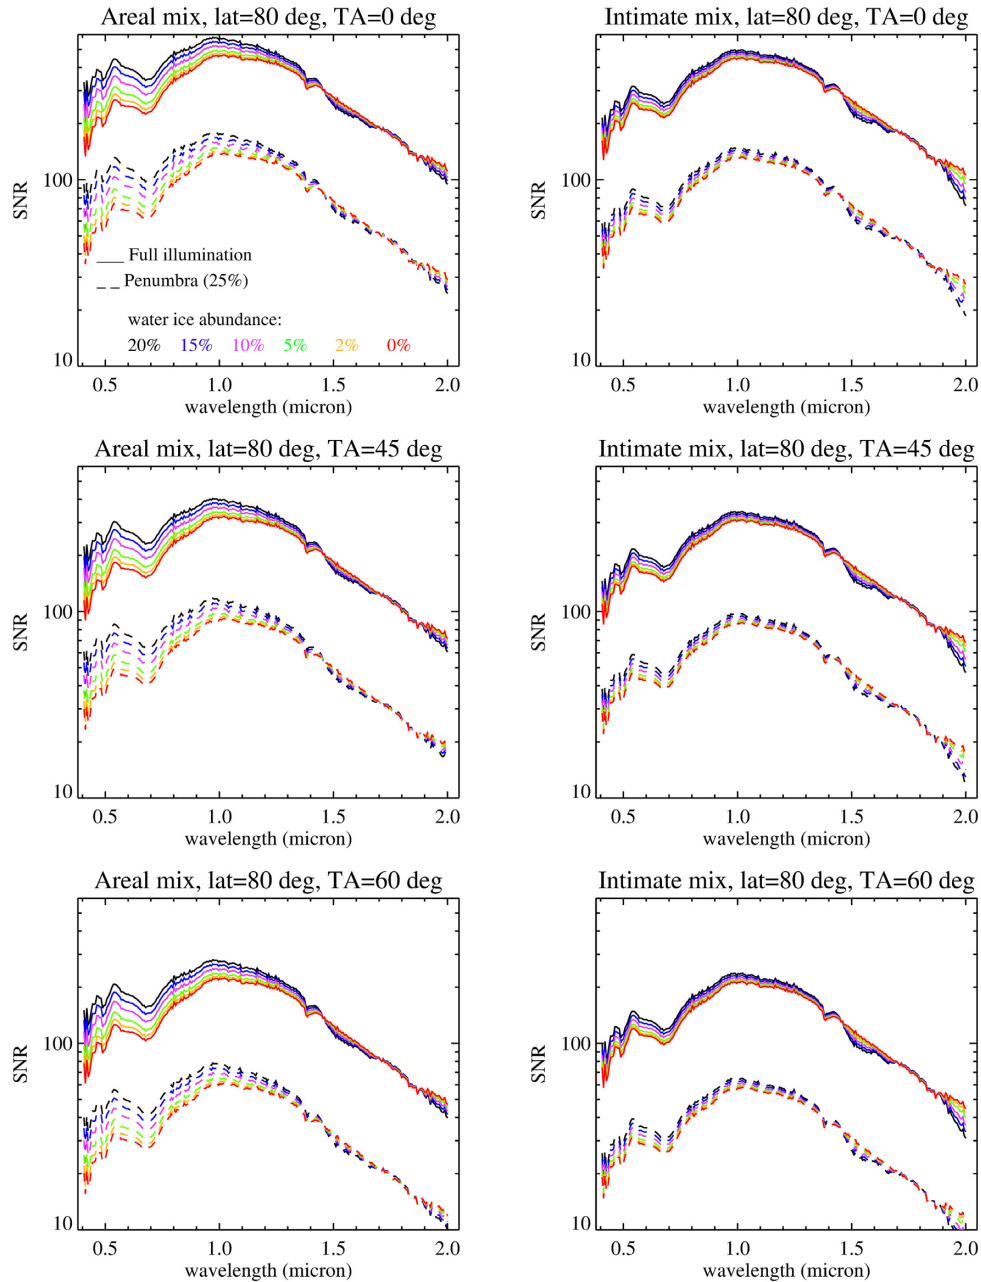 Areal mix, lat=80 deg, TA=0 deg
SNR
100
10
Full illumination
Penumbra (25%)
water ice abundance:
20% 15% 10% 5% 2% 0%
0.5 1.0 1.5 2.0
wavelength (micron)
Intimate mix, lat=80 deg, TA=0 deg
SNR
100
10
0.5 1.0 1.5 2.0
wavelength (micron)
Areal mix, lat=80 deg, TA=45 deg
SNR
100
10
0.5 1.0 1.5 2.0
wavelength (micron)
Intimate mix, lat=80 deg, TA=45 deg
SNR
100
10
0.5 1.0 1.5 2.0
wavelength (micron)
Areal mix, lat=80 deg, TA=60 deg
SNR
100
10
0.5 1.0 1.5 2.0
wavelength (micron)
Intimate mix, lat=80 deg, TA=60 deg
SNR
100
10
0.5 1.0 1.5 2.0
wavelength (micron)